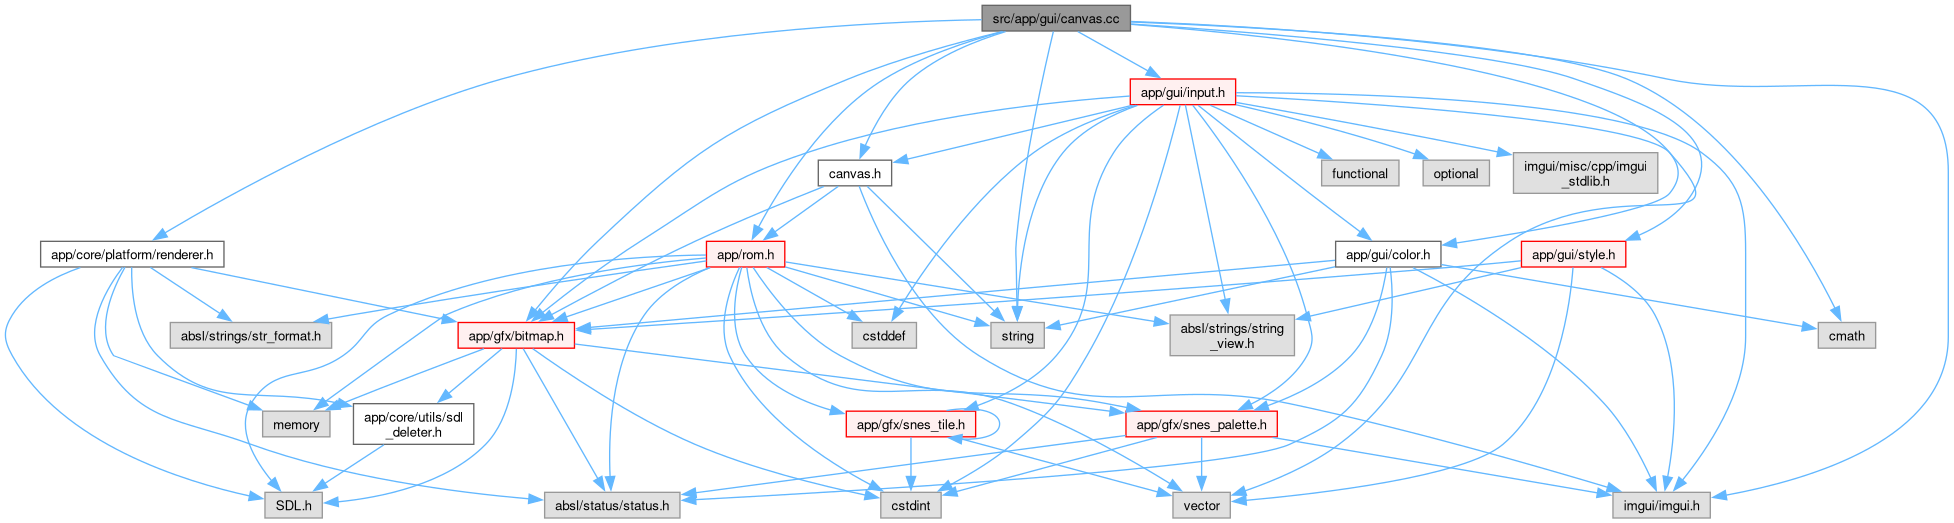 src/app/gui/canvas.cc
app/gui/input.h
canvas.h
functional
optional
imgui/misc/cpp/imgui
_stdlib.h
app/core/platform/renderer.h
app/rom.h
app/gui/color.h
app/gui/style.h
absl/strings/str_format.h
app/gfx/bitmap.h
cstddef
string
absl/strings/string
_view.h
cmath
memory
app/core/utils/sdl
_deleter.h
app/gfx/snes_tile.h
app/gfx/snes_palette.h
SDL.h
absl/status/status.h
cstdint
vector
imgui/imgui.h